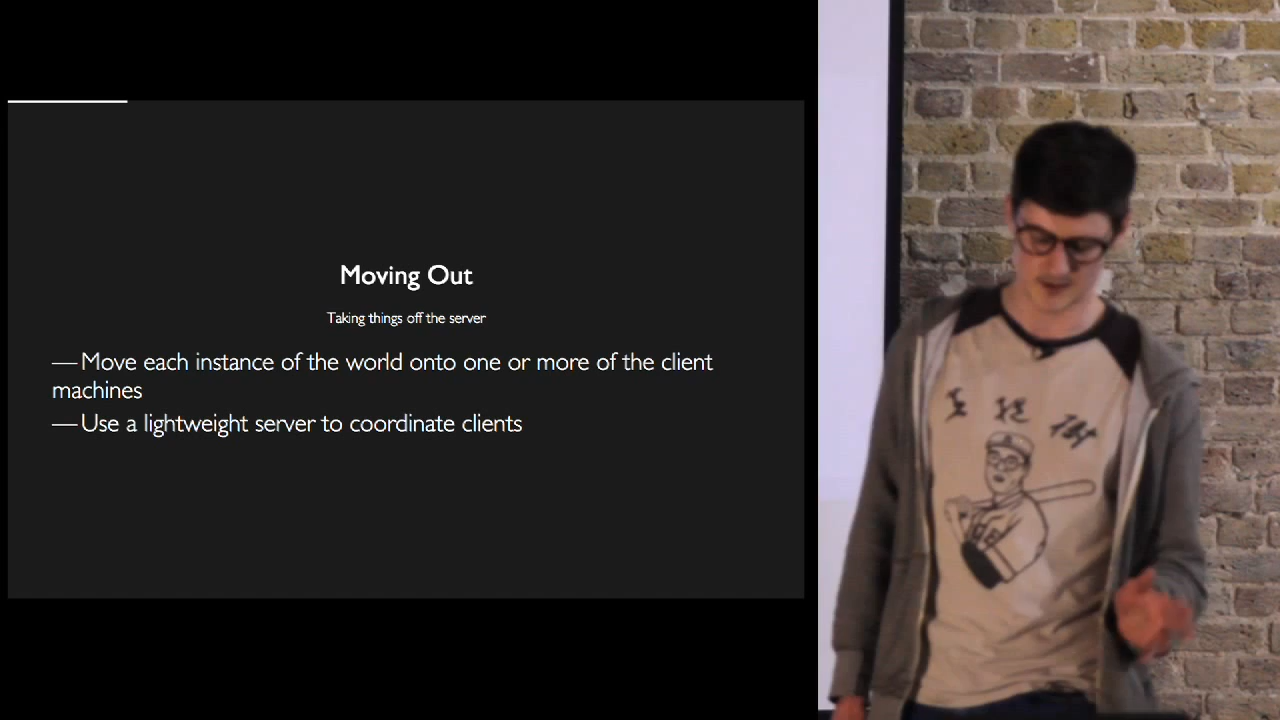 Moving Out
Taking things off the server
— Move each instance of the world onto one or more of the client
machines
— Use a lightweight server to coordinate clients